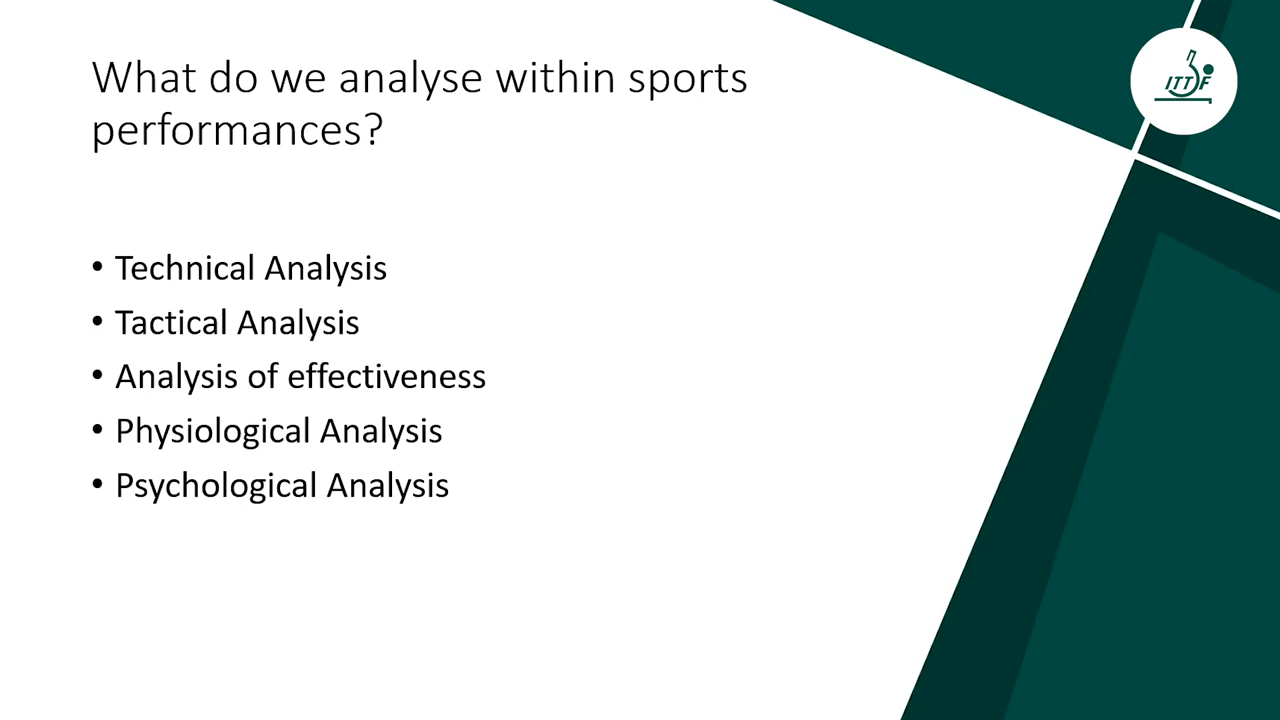 What do we analyse within sports
performances?
ITTF
• Technical Analysis
• Tactical Analysis
• Analysis of effectiveness
• Physiological Analysis
• Psychological Analysis